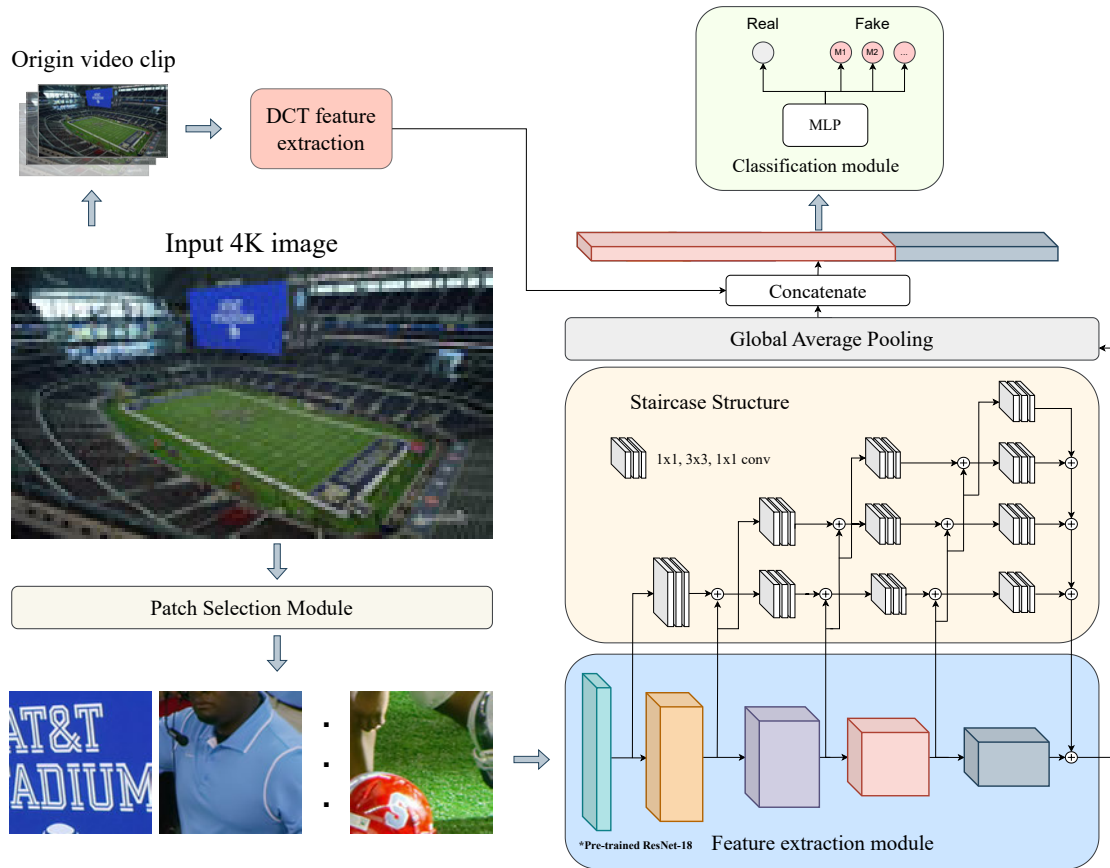 Origin video clip
DCT feature
extraction
Input 4K image
Patch Selection Module
AT&T
STADIUM
S
*Pre-trained ResNet-18
Feature extraction module
Staircase Structure
1x1, 3x3, 1x1 conv
Global Average Pooling
Concatenate
Classification module
MLP
Real
Fake
M1
M2
...